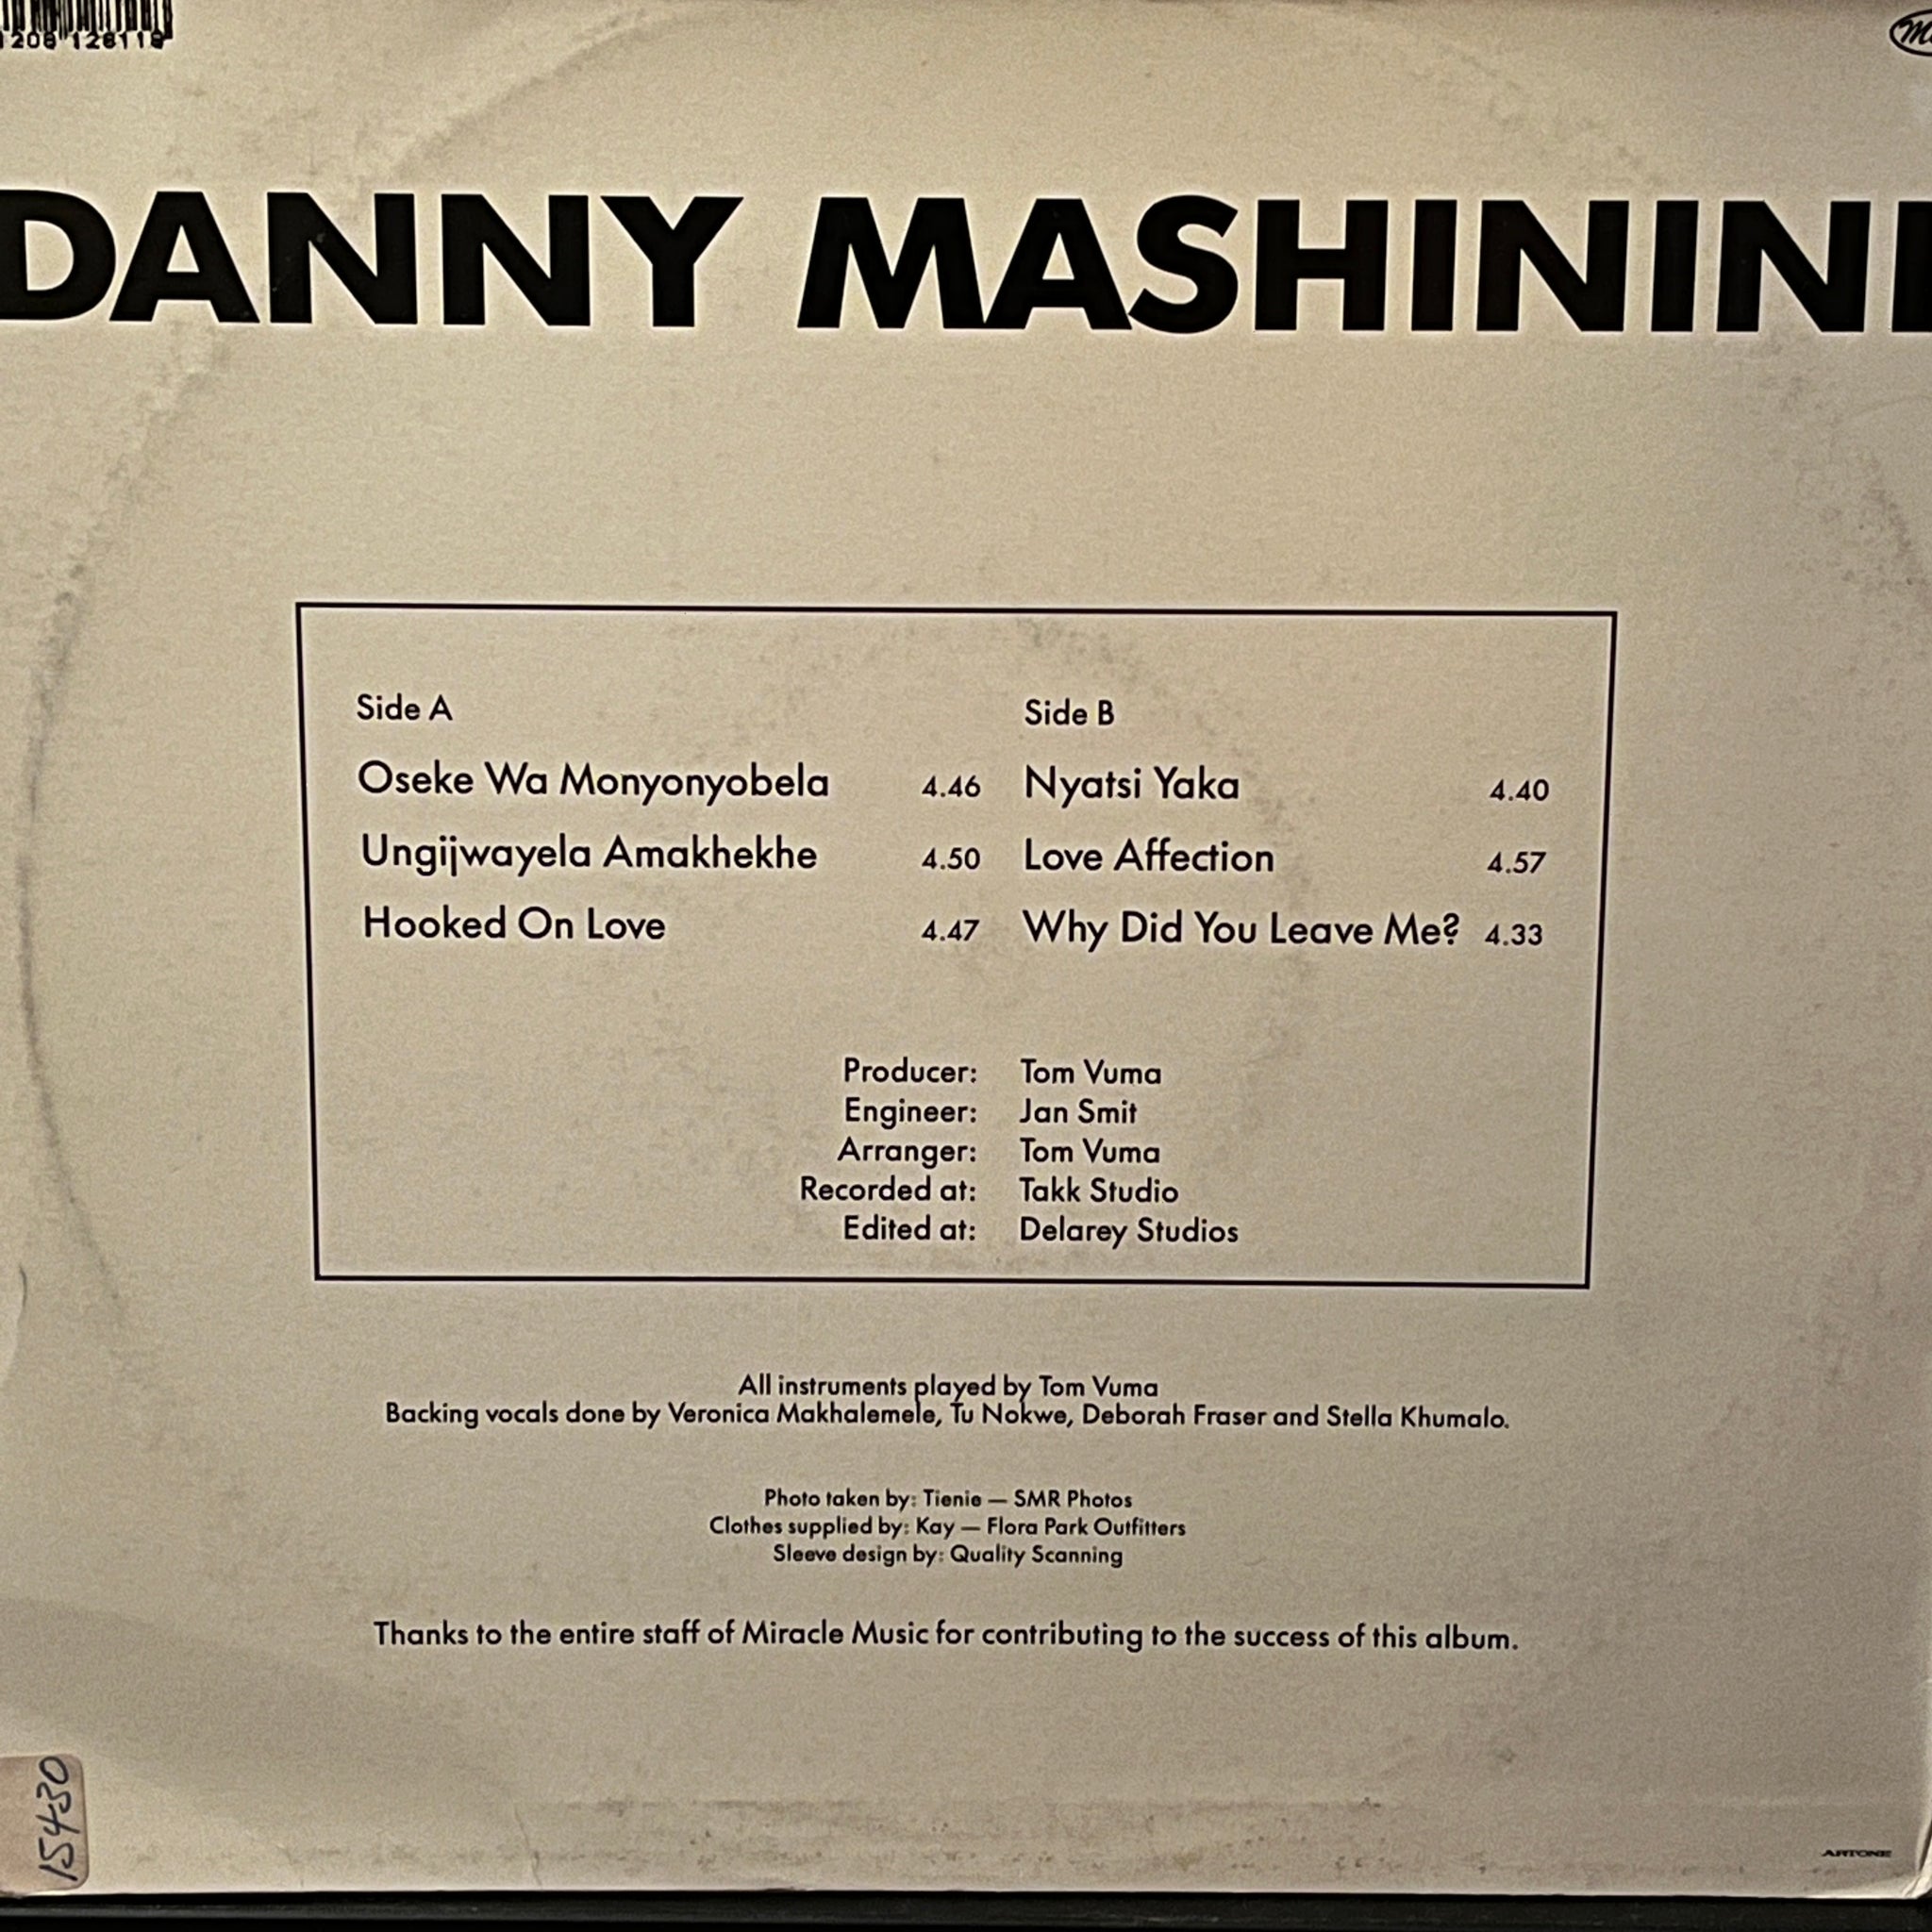 1208 126118
DANNY MASHININI
Side A
Oseke Wa Monyonyobela 4.46
Ungijwayela Amakhekhe 4.50
Hooked On Love 4.47
Side B
Nyatsi Yaka 4.40
Love Affection 4.57
Why Did You Leave Me? 4.33
Producer: Tom Vuma
Engineer: Jan Smit
Arranger: Tom Vuma
Recorded at: Takk Studio
Edited at: Delarey Studios
All instruments played by Tom Vuma
Backing vocals done by Veronica Makhalemele, Tu Nokwe, Deborah Fraser and Stella Khumalo.
Photo taken by: Tienie — SMR Photos
Clothes supplied by: Kay — Flora Park Outfitters
Sleeve design by: Quality Scanning
Thanks to the entire staff of Miracle Music for contributing to the success of this album.
15430
ARTONE